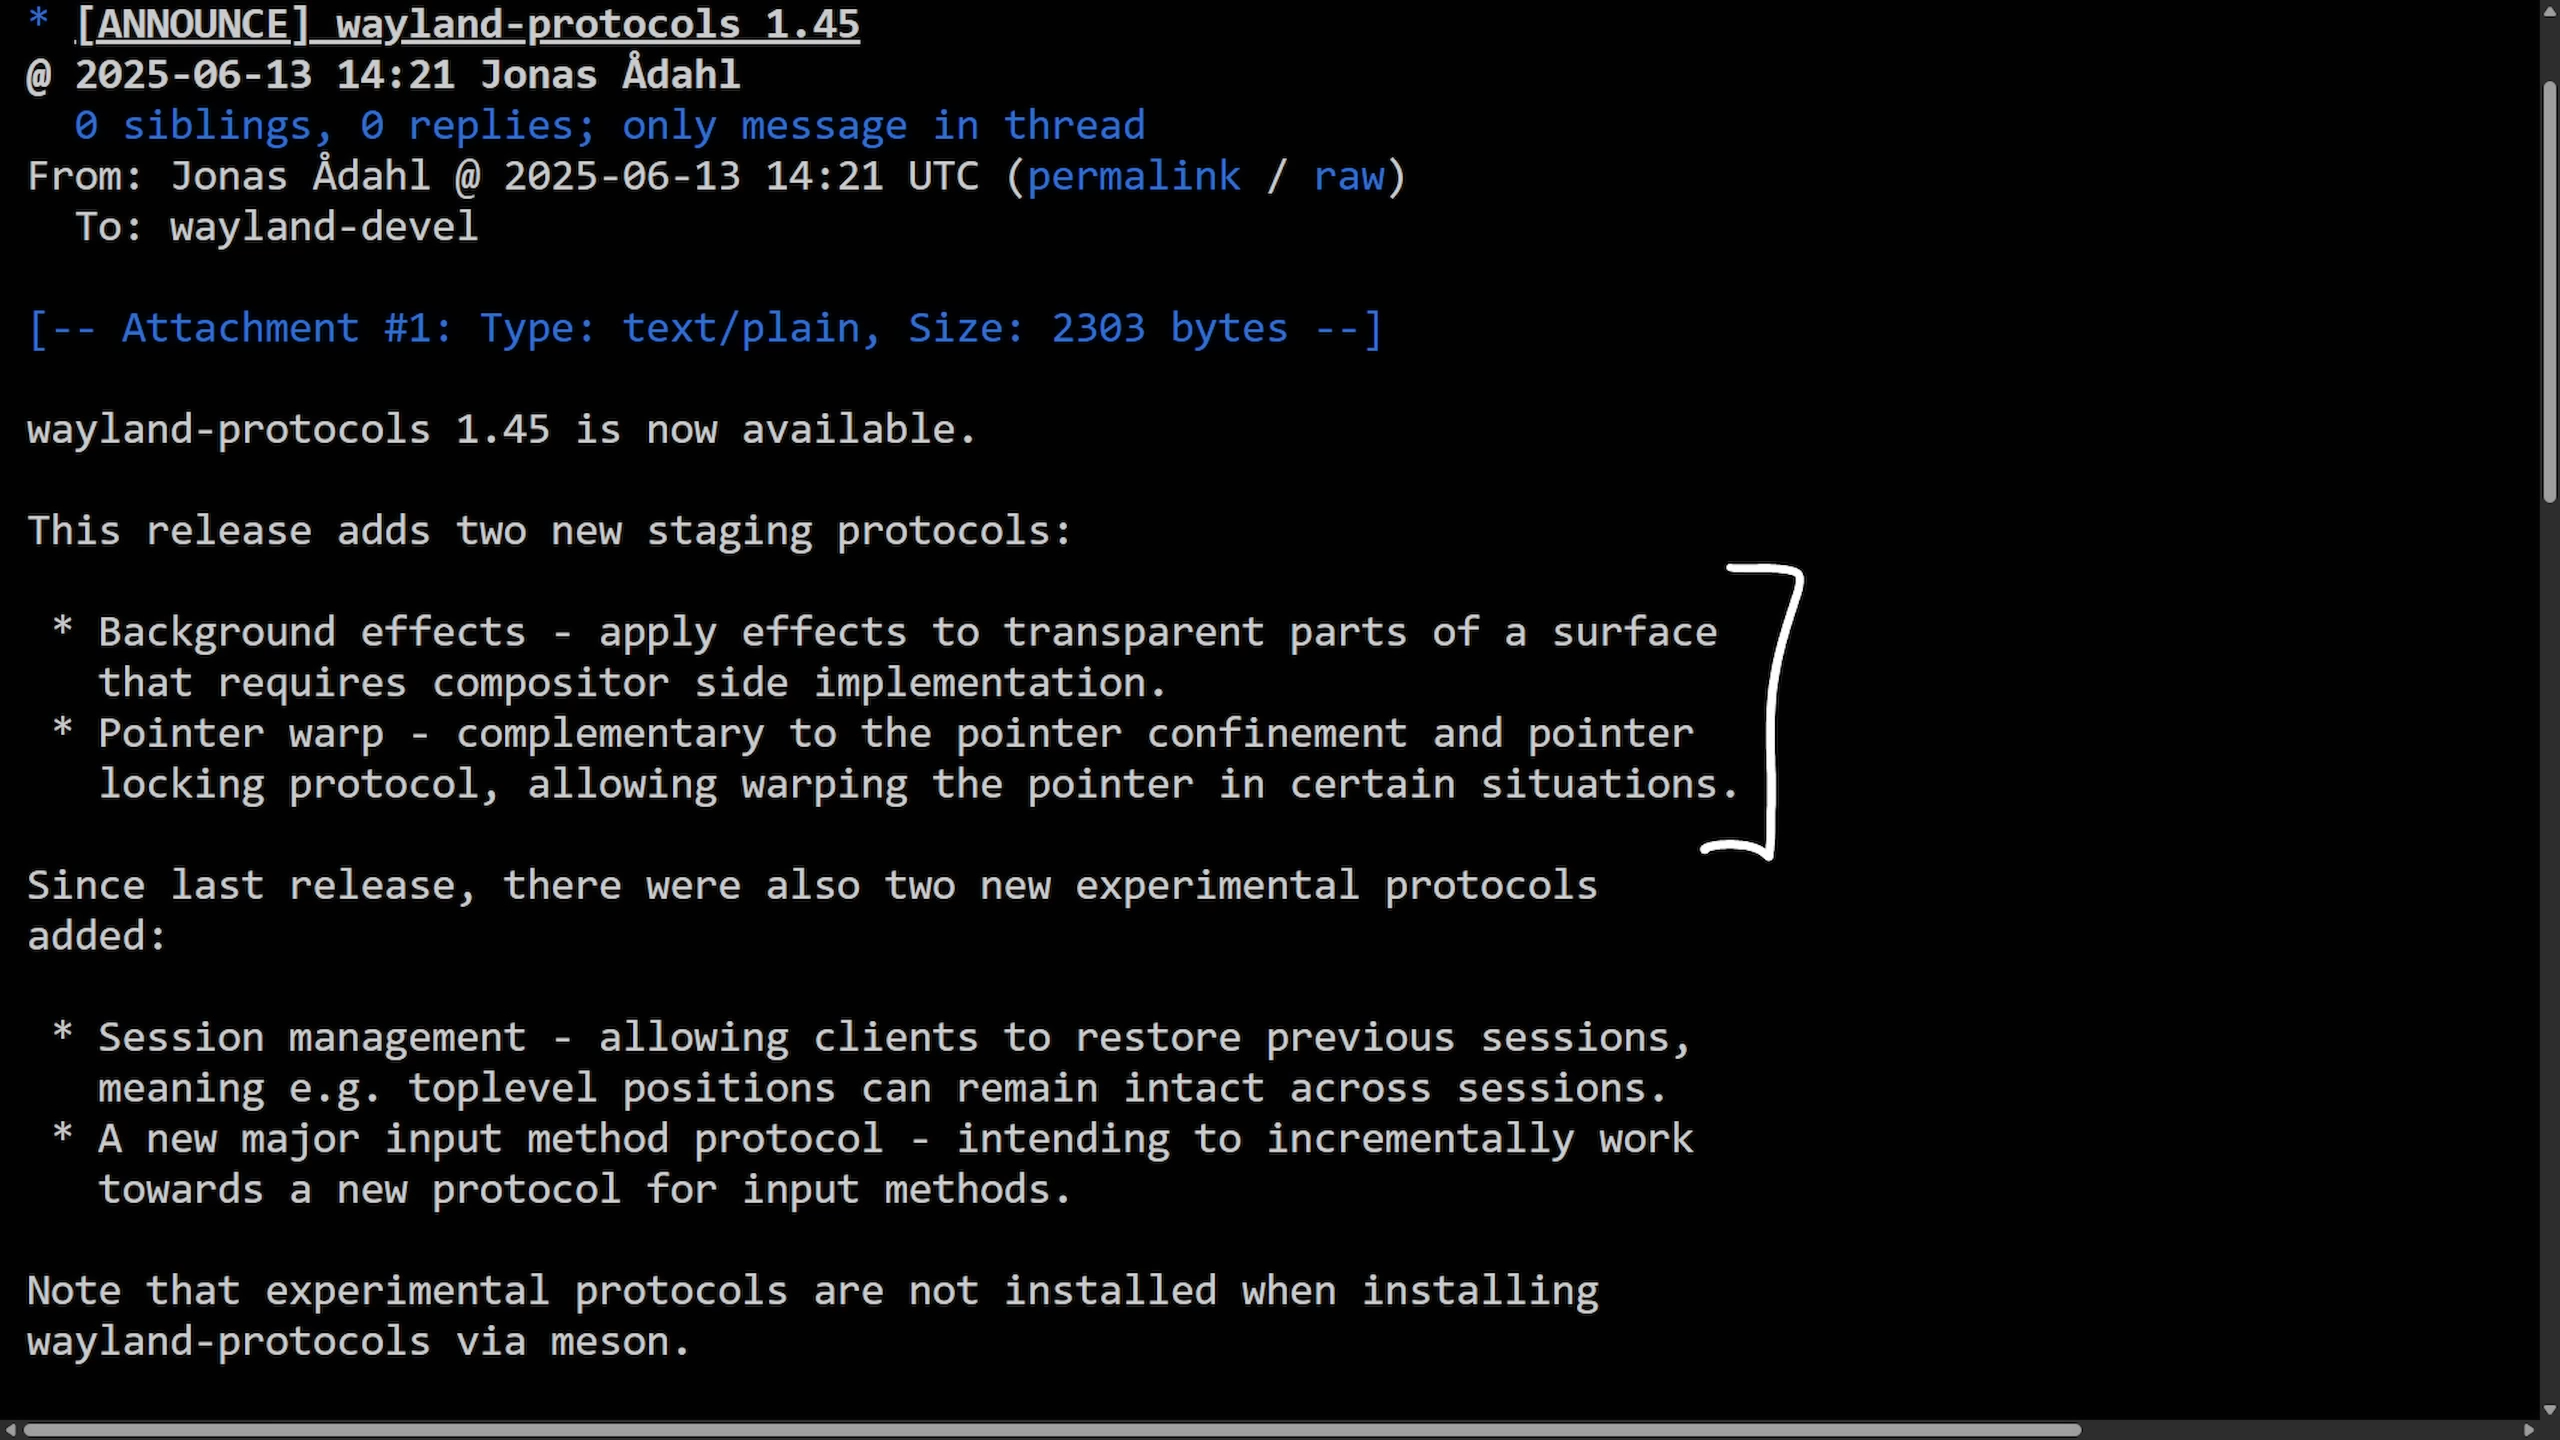 * [ANNOUNCE] wayland-protocols 1.45
@ 2025-06-13 14:21 Jonas Ådahl
0 siblings, 0 replies; only message in thread
From: Jonas Ådahl @ 2025-06-13 14:21 UTC (permalink / raw)
To: wayland-devel
[-- Attachment #1: Type: text/plain, Size: 2303 bytes --]
wayland-protocols 1.45 is now available.
This release adds two new staging protocols:
* Background effects - apply effects to transparent parts of a surface
that requires compositor side implementation.
* Pointer warp - complementary to the pointer confinement and pointer
locking protocol, allowing warping the pointer in certain situations.
Since last release, there were also two new experimental protocols
added:
* Session management - allowing clients to restore previous sessions,
meaning e.g. toplevel positions can remain intact across sessions.
* A new major input method protocol - intending to incrementally work
towards a new protocol for input methods.
Note that experimental protocols are not installed when installing
wayland-protocols via meson.